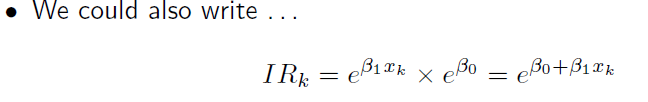 • We could also write . . .
IR_k = e^{β_1 x_k} × e^{β_0} = e^{β_0+β_1 x_k}